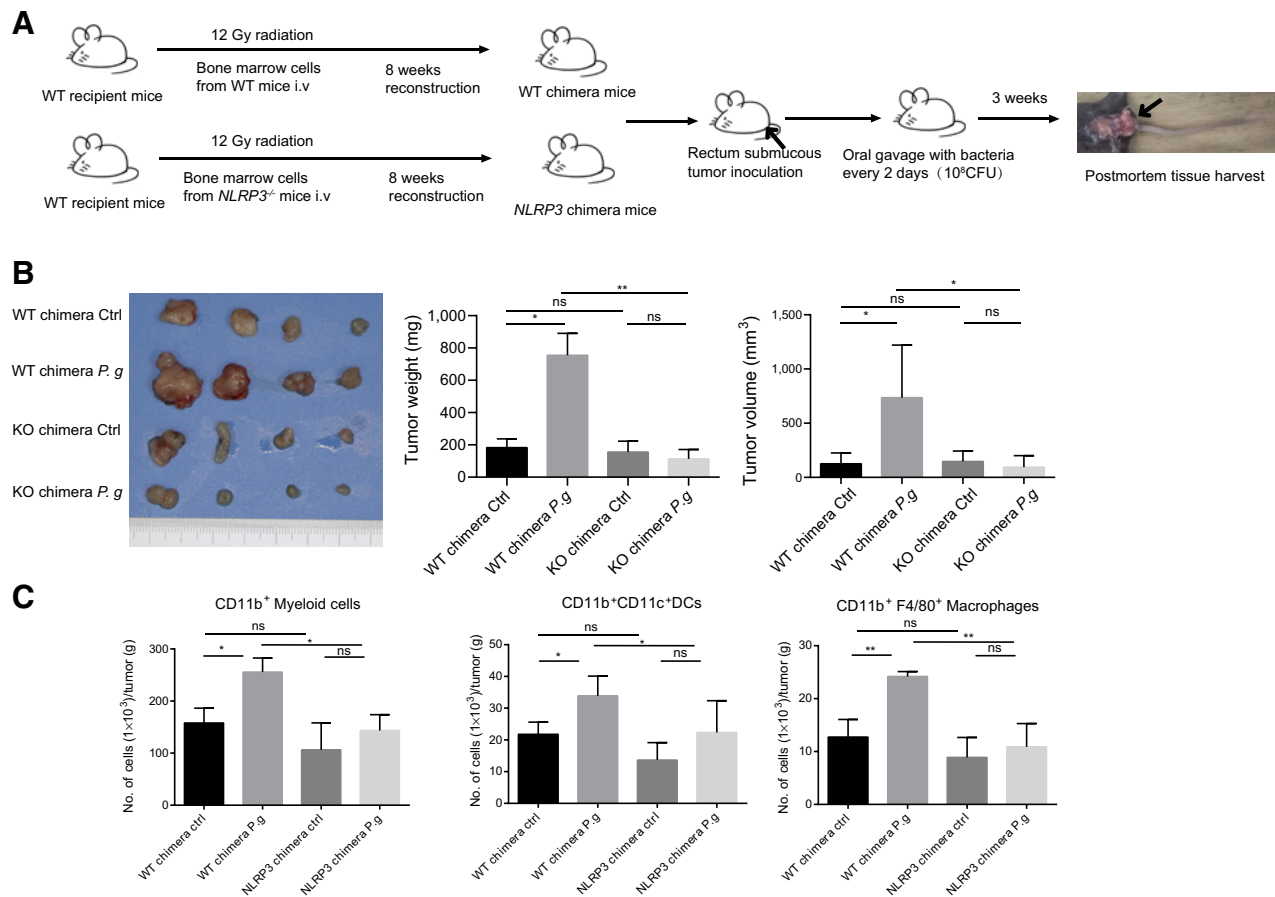 A
12 Gy radiation
Bone marrow cells
from WT mice i.v
8 weeks
reconstruction
WT recipient mice
WT chimera mice
12 Gy radiation
Bone marrow cells
from NLRP3-/- mice i.v
8 weeks
reconstruction
WT recipient mice
NLRP3 chimera mice
Rectum submucous
tumor inoculation
Oral gavage with bacteria
every 2 days（10⁸CFU）
3 weeks
Postmortem tissue harvest
B
WT chimera Ctrl
WT chimera P. g
KO chimera Ctrl
KO chimera P. g
Tumor weight (mg)
1,000
800
600
400
200
0
**
ns
*
ns
WT chimera Ctrl
WT chimera P.g
KO chimera Ctrl
KO chimera P.g
Tumor volume (mm³)
1,500
1,000
500
0
*
ns
*
ns
WT chimera Ctrl
WT chimera P.g
KO chimera Ctrl
KO chimera P.g
C
CD11b⁺ Myeloid cells
No. of cells (1×10³)/tumor (g)
300
200
100
0
ns
*
*
ns
WT chimera ctrl
WT chimera P.g
NLRP3 chimera ctrl
NLRP3 chimera P.g
CD11b⁺CD11c⁺DCs
No. of cells (1×10³)/tumor (g)
50
40
30
20
10
0
ns
*
*
ns
WT chimera ctrl
WT chimera P.g
NLRP3 chimera ctrl
NLRP3 chimera P.g
CD11b⁺ F4/80⁺ Macrophages
No. of cells (1×10³)/tumor (g)
30
20
10
0
ns
**
**
ns
WT chimera ctrl
WT chimera P.g
NLRP3 chimera ctrl
NLRP3 chimera P.g